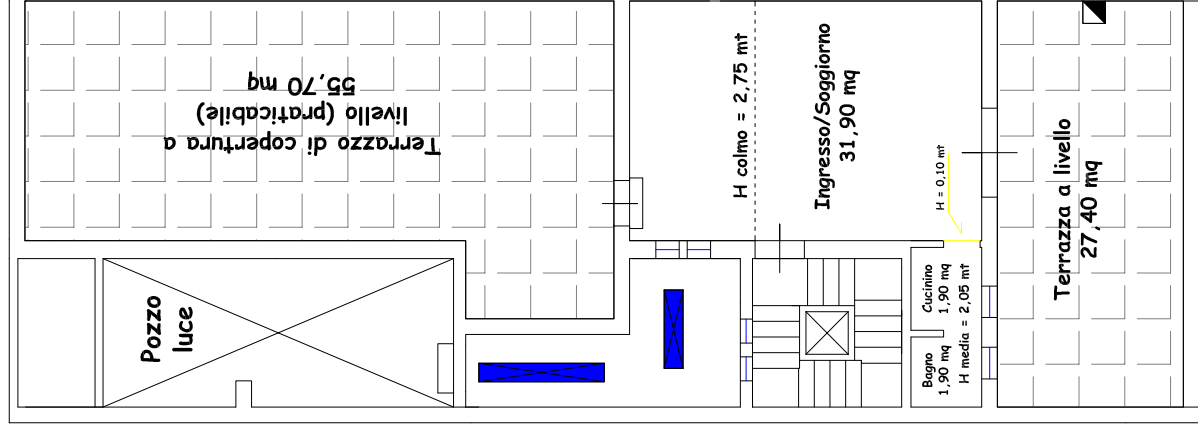 Terrazzo di copertura a
livello (praticabile)
55,70 mq
H colmo = 2,75 mt
Ingresso/Soggiorno
31,90 mq
H = 0,10 mt
Terrazza a livello
27,40 mq
Pozzo
luce
Cucinino
1,90 mq
H media = 2,05 mt
Bagno
1,90 mq